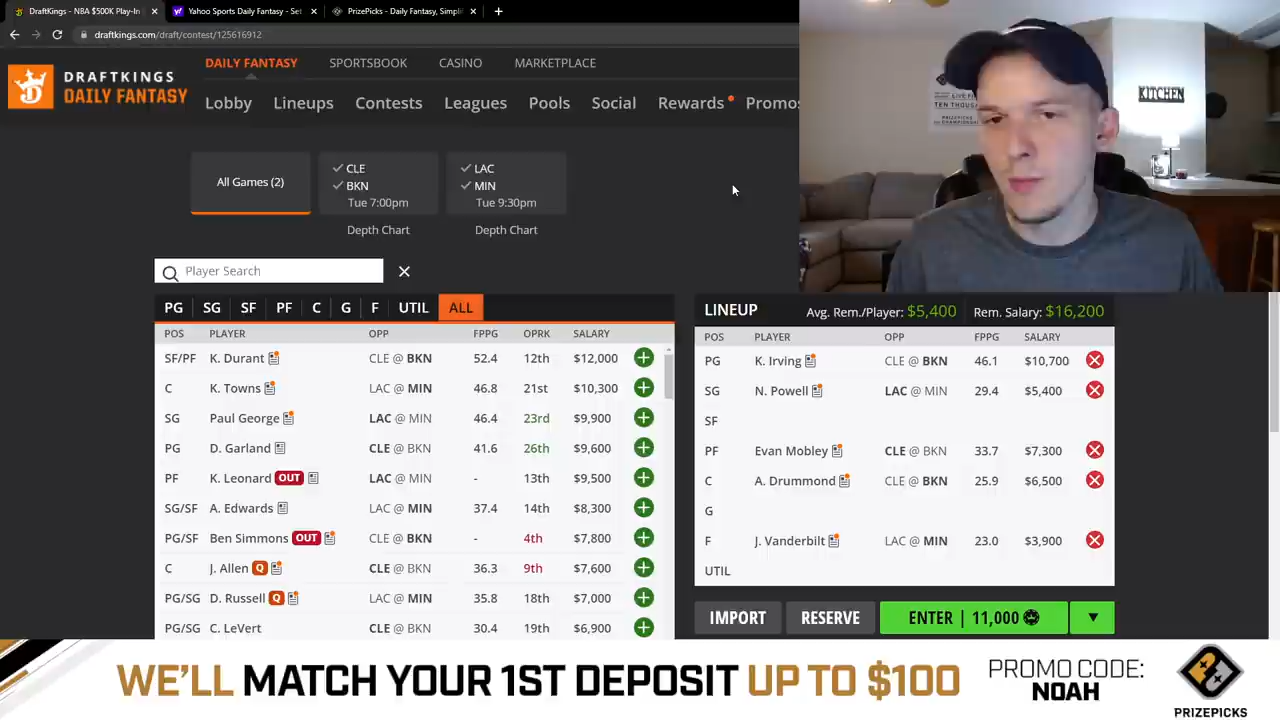 DraftKings - NBA $500K Play-In
Yahoo Sports Daily Fantasy - Set
PrizePicks - Daily Fantasy, Simpli
draftkings.com/draft/contest/125616912
DRAFTKINGS
DAILY FANTASY
DAILY FANTASY SPORTSBOOK CASINO MARKETPLACE
Lobby Lineups Contests Leagues Pools Social Rewards Promos
All Games (2)
CLE
BKN
Tue 7:00pm
LAC
MIN
Tue 9:30pm
Depth Chart Depth Chart
Player Search
PG SG SF PF C G F UTIL ALL
POS PLAYER OPP FPPG OPRK SALARY
SF/PF K. Durant CLE @ BKN 52.4 12th $12,000
C K. Towns LAC @ MIN 46.8 21st $10,300
SG Paul George LAC @ MIN 46.4 23rd $9,900
PG D. Garland CLE @ BKN 41.6 26th $9,600
PF K. Leonard OUT LAC @ MIN - 13th $9,500
SG/SF A. Edwards LAC @ MIN 37.4 14th $8,300
PG/SF Ben Simmons OUT CLE @ BKN - 4th $7,800
C J. Allen Q CLE @ BKN 36.3 9th $7,600
PG/SG D. Russell Q LAC @ MIN 35.8 18th $7,000
PG/SG C. LeVert CLE @ BKN 30.4 19th $6,900
LINEUP Avg. Rem./Player: $5,400 Rem. Salary: $16,200
POS PLAYER OPP FPPG SALARY
PG K. Irving CLE @ BKN 46.1 $10,700
SG N. Powell LAC @ MIN 29.4 $5,400
SF
PF Evan Mobley CLE @ BKN 33.7 $7,300
C A. Drummond CLE @ BKN 25.9 $6,500
G
F J. Vanderbilt LAC @ MIN 23.0 $3,900
UTIL
IMPORT RESERVE ENTER | 11,000
KITCHEN
TEN THOUSA
WE'LL MATCH YOUR 1ST DEPOSIT UP TO $100
PROMO CODE:
NOAH
PRIZEPICKS